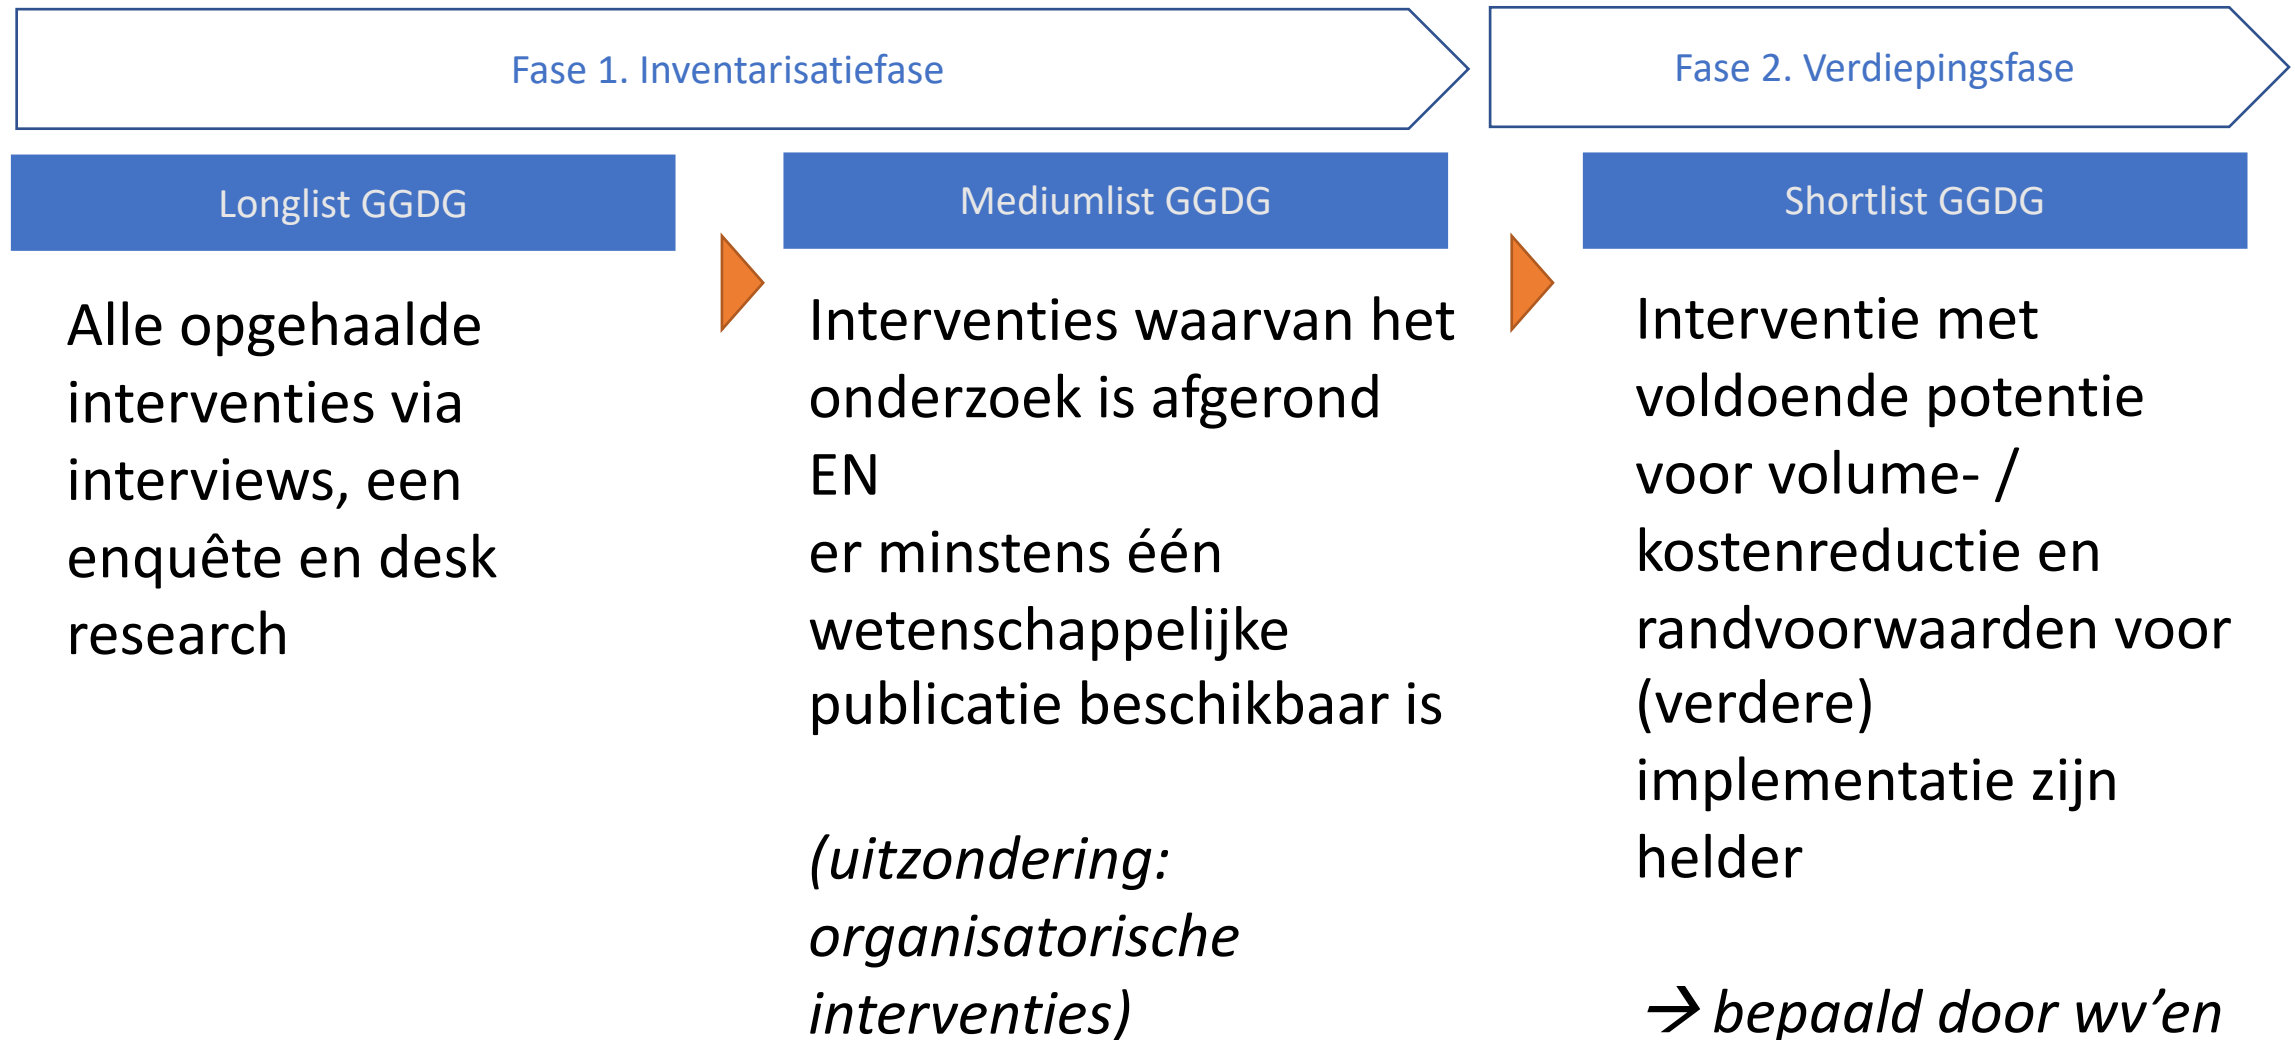 Fase 1. Inventarisatiefase
Fase 2. Verdiepingsfase
Longlist GGDG
Alle opgehaalde
interventies via
interviews, een
enquête en desk
research
Mediumlist GGDG
Interventies waarvan het
onderzoek is afgerond
EN
er minstens één
wetenschappelijke
publicatie beschikbaar is
(uitzondering:
organisatorische
interventies)
Shortlist GGDG
Interventie met
voldoende potentie
voor volume- /
kostenreductie en
randvoorwaarden voor
(verdere)
implementatie zijn
helder
→ bepaald door wv’en